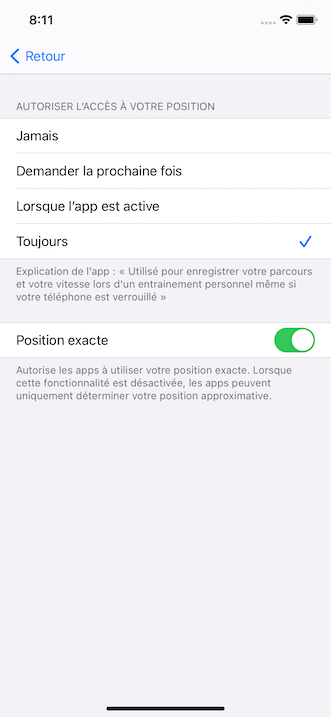 8:11
Retour
AUTORISER L'ACCÈS À VOTRE POSITION
Jamais
Demander la prochaine fois
Lorsque l'app est active
Toujours
Explication de l'app : « Utilisé pour enregistrer votre parcours
et votre vitesse lors d'un entrainement personnel même si
votre téléphone est verrouillé »
Position exacte
Autorise les apps à utiliser votre position exacte. Lorsque
cette fonctionnalité est désactivée, les apps peuvent
uniquement déterminer votre position approximative.